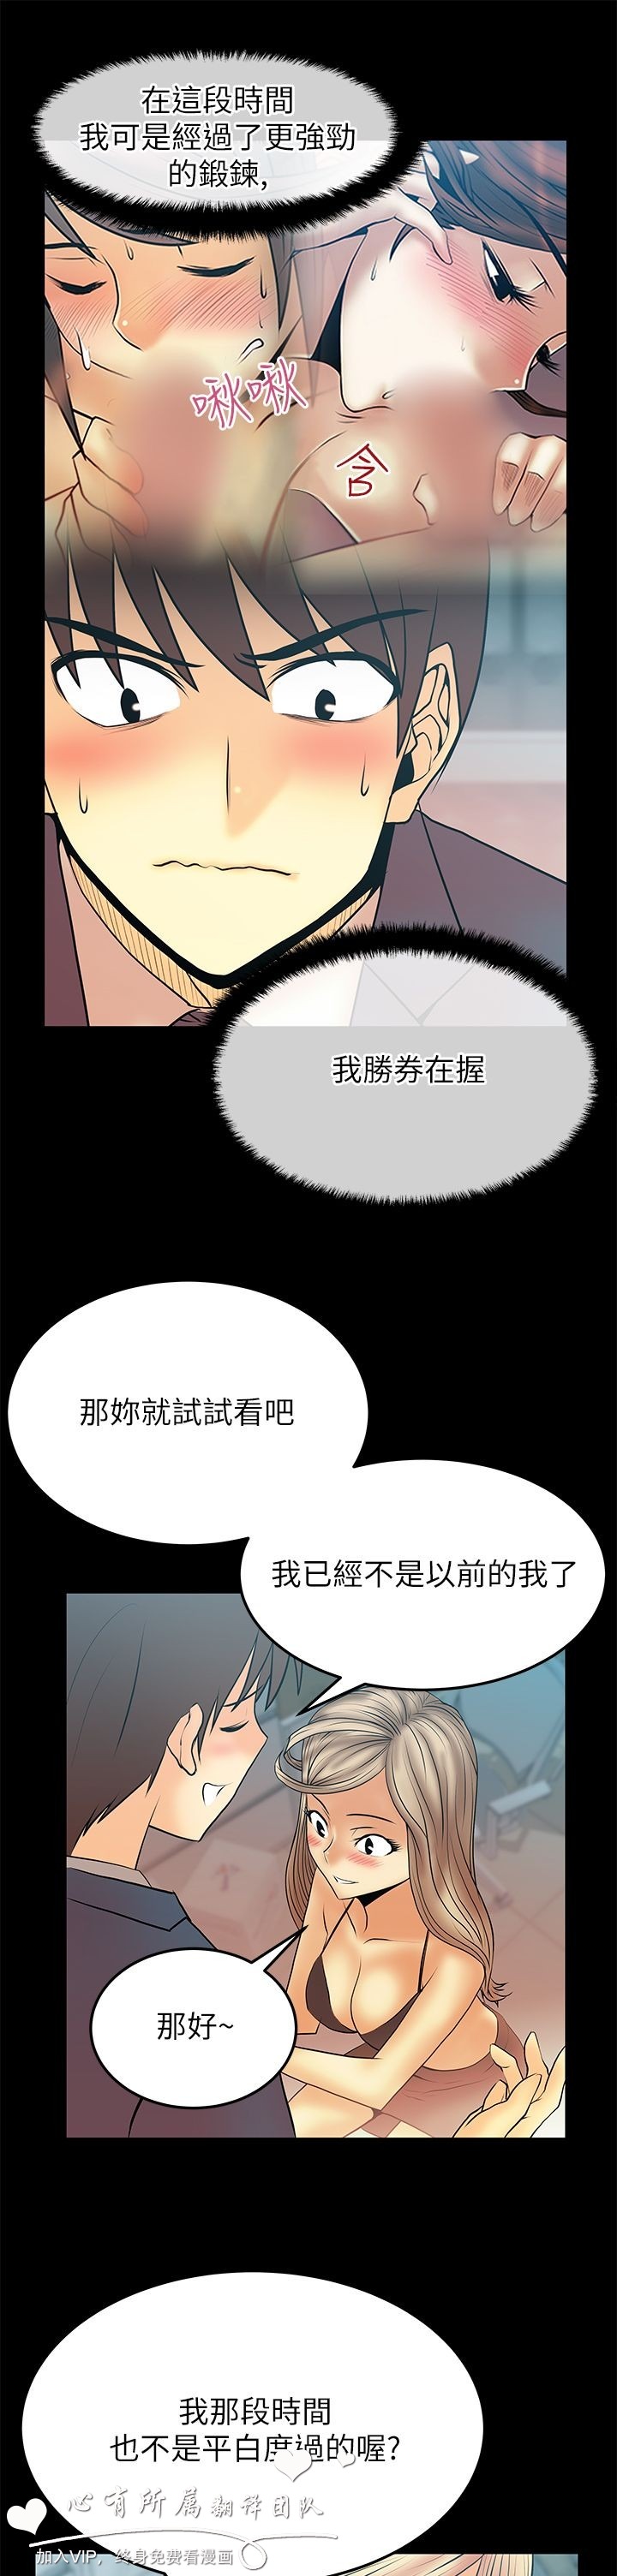 在這段時間
我可是經過了更強勁
的鍛鍊,
啾啾
含
我勝券在握
那妳就試試看吧
我已經不是以前的我了
那好~
我那段時間
也不是平白度過的喔?
心有所属翻译团队
加入VIP，终身免费看漫画